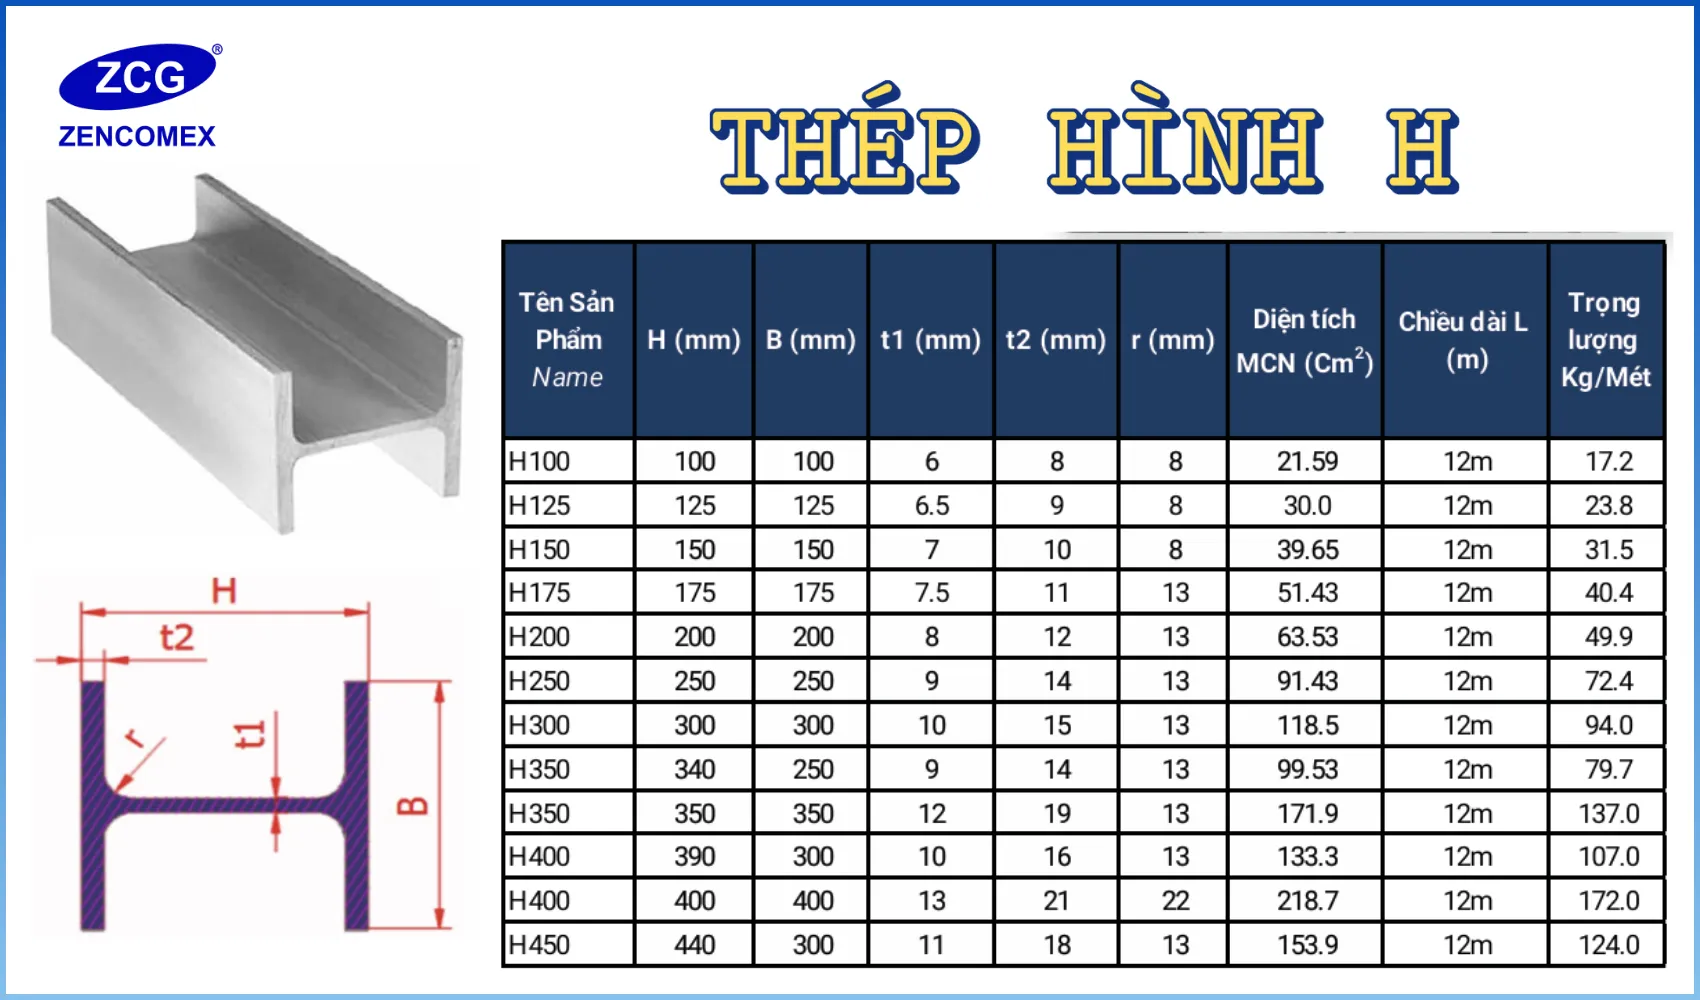 ZCG®
ZENCOMEX
THÉP HÌNH H
Tên Sản Phẩm Name H (mm) B (mm) t1 (mm) t2 (mm) r (mm) Diện tích MCN (Cm²) Chiều dài L (m) Trọng lượng Kg/Mét
H100 100 100 6 8 8 21.59 12m 17.2
H125 125 125 6.5 9 8 30.0 12m 23.8
H150 150 150 7 10 8 39.65 12m 31.5
H175 175 175 7.5 11 13 51.43 12m 40.4
H200 200 200 8 12 13 63.53 12m 49.9
H250 250 250 9 14 13 91.43 12m 72.4
H300 300 300 10 15 13 118.5 12m 94.0
H350 340 250 9 14 13 99.53 12m 79.7
H350 350 350 12 19 13 171.9 12m 137.0
H400 390 300 10 16 13 133.3 12m 107.0
H400 400 400 13 21 22 218.7 12m 172.0
H450 440 300 11 18 13 153.9 12m 124.0
H
t2
r
t1
B